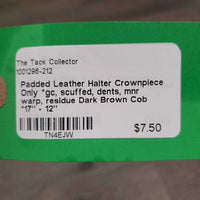 The Tack Collector
1001296-212
Padded Leather Halter Crownpiece
Only *gc, scuffed, dents, mnr
warp, residue Dark Brown Cob
*17" - 12"
TN4EJW
$7.50